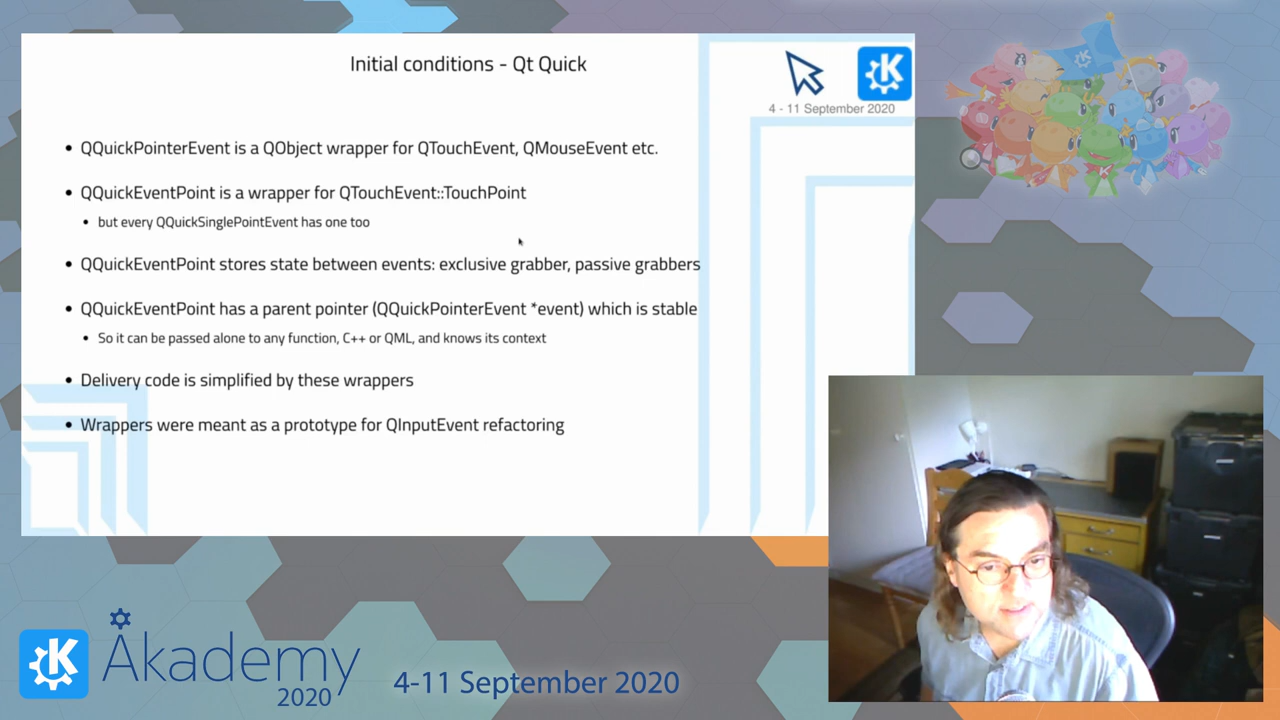 Initial conditions - Qt Quick
4 - 11 September 2020
• QQuickPointerEvent is a QObject wrapper for QTouchEvent, QMouseEvent etc.
• QQuickEventPoint is a wrapper for QTouchEvent::TouchPoint
• but every QQuickSinglePointEvent has one too
• QQuickEventPoint stores state between events: exclusive grabber, passive grabbers
• QQuickEventPoint has a parent pointer (QQuickPointerEvent *event) which is stable
• So it can be passed alone to any function, C++ or QML, and knows its context
• Delivery code is simplified by these wrappers
• Wrappers were meant as a prototype for QInputEvent refactoring
Akademy
2020
4-11 September 2020